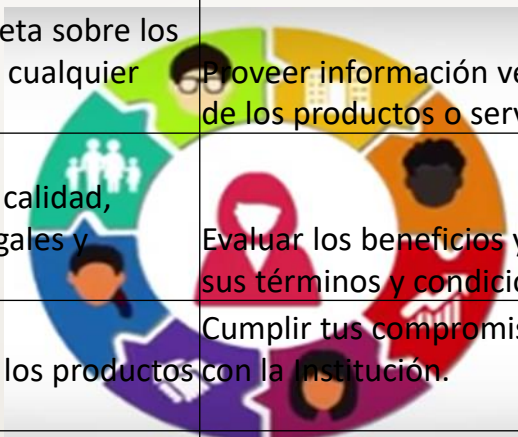 eta sobre los
cualquier
Proveer información ve
de los productos o serv
calidad,
gales y
Evaluar los beneficios y
sus términos y condicio
los productos
Cumplir tus compromis
con la Institución.